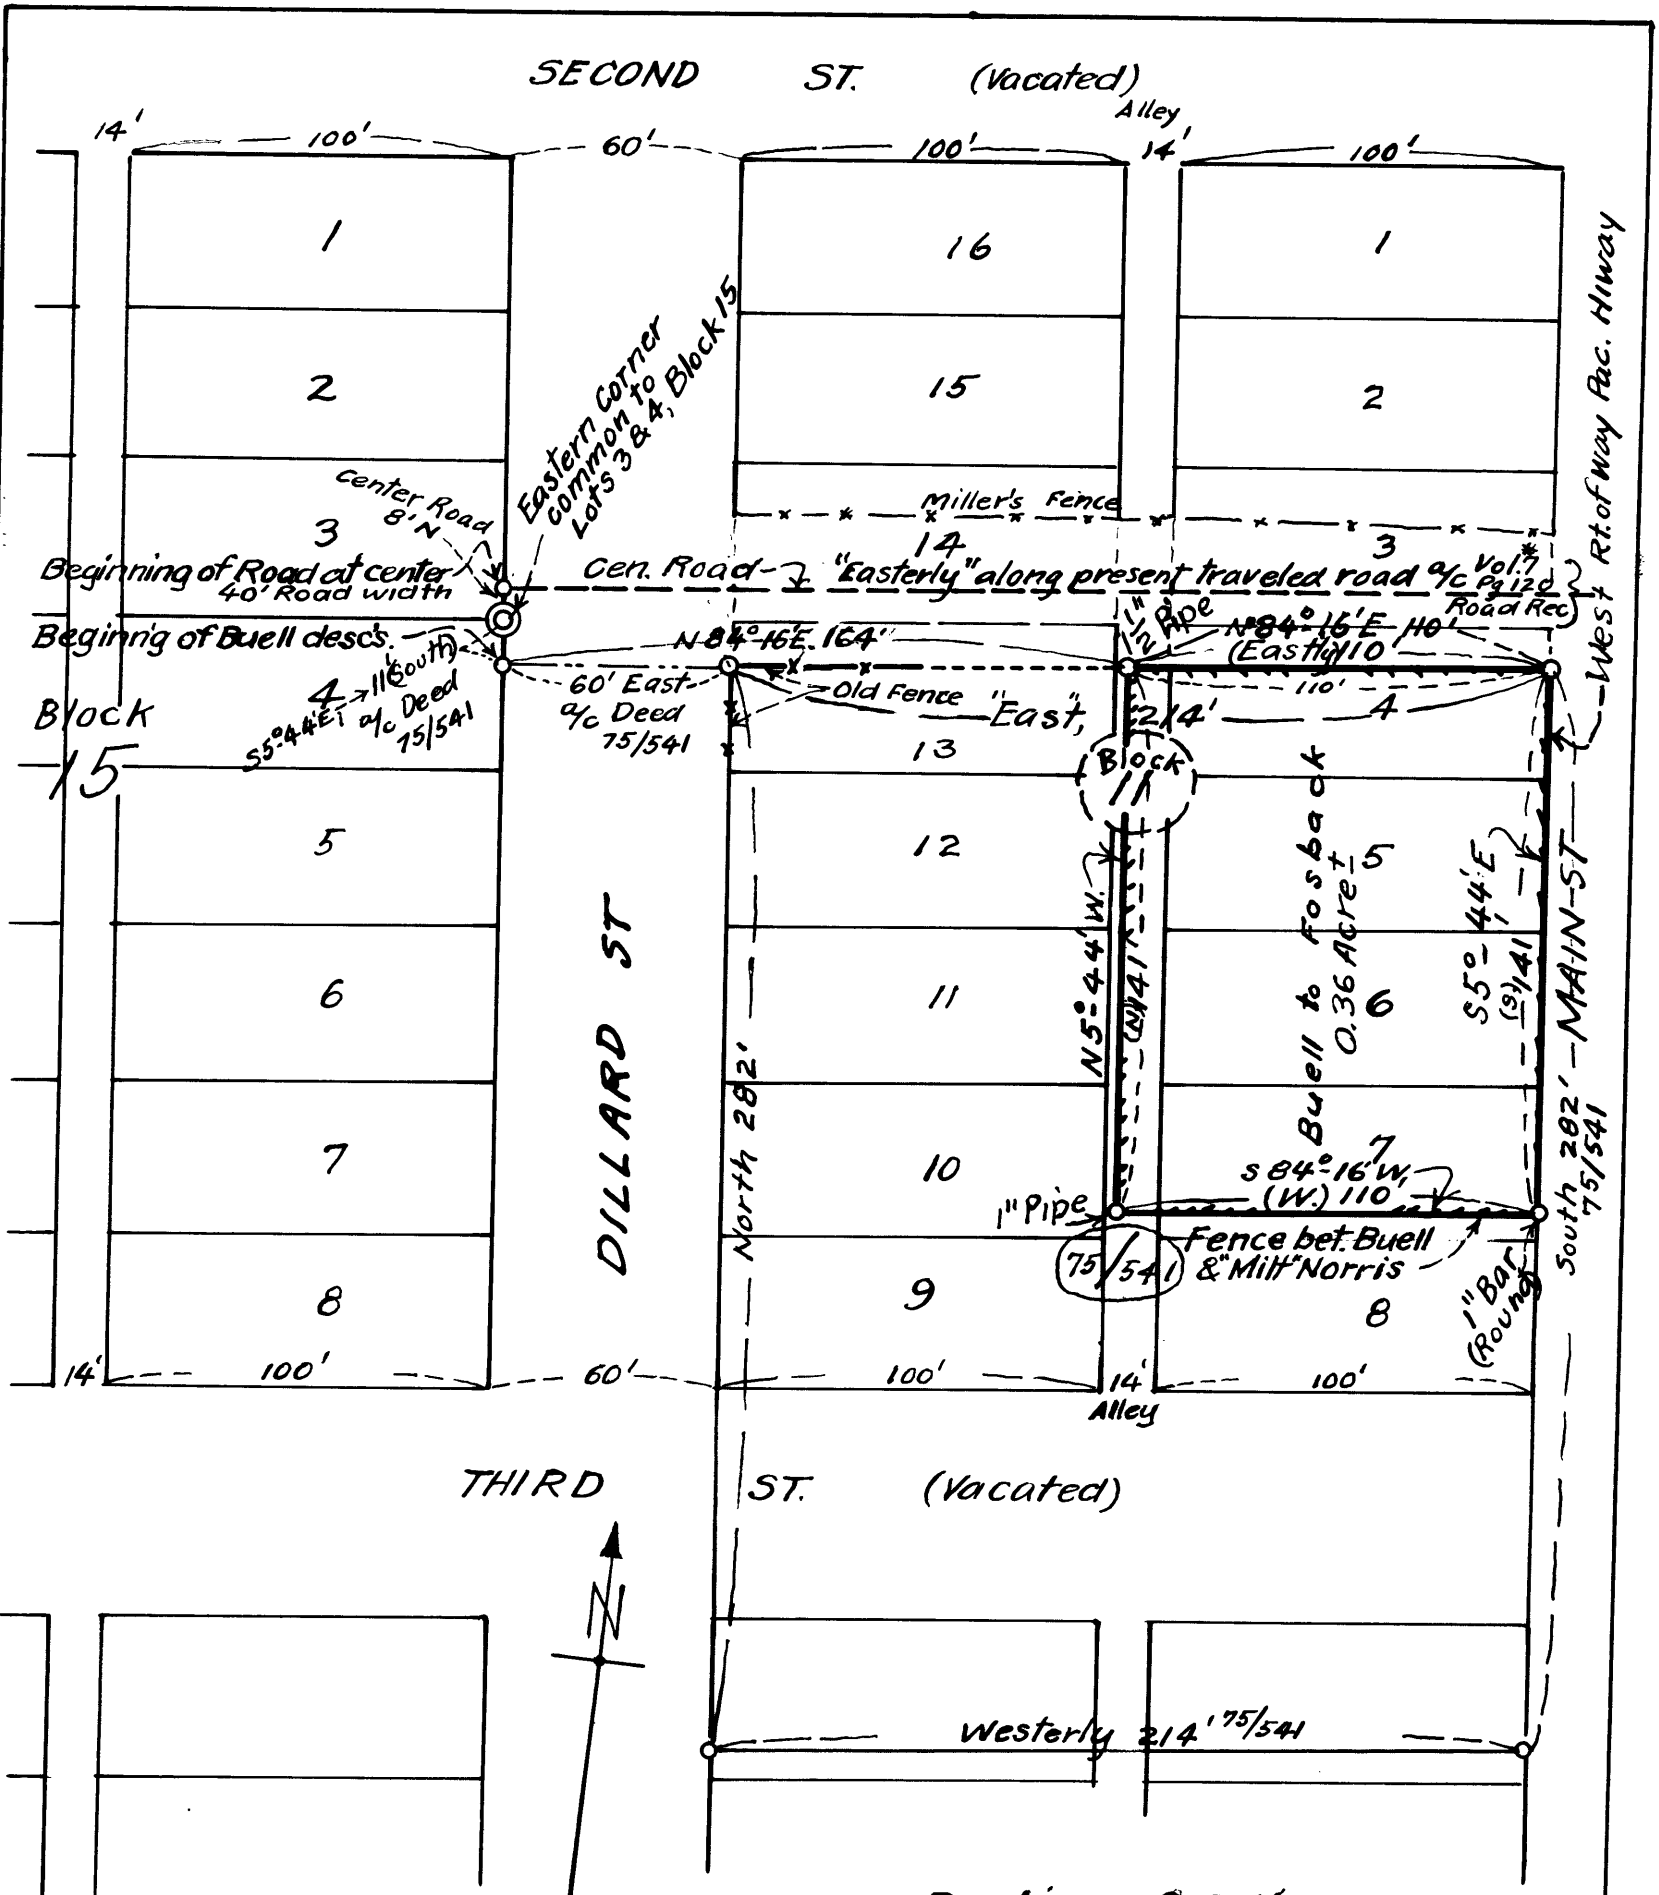 SECOND ST. (Vacated)
Alley
14' 100' 60' 100' 14' 100'
1 16 1
2 15 2
West Rt. of way Pac. Hiway
Eastern Corner
common to
Lots 3 & 4, Block 15
Center Road
8' N
Miller's Fence
3 14 3
Beginning of Road at center
40' Road width
Cen. Road
"Easterly" along present traveled road a/c Vol. 7
Pg 120
Road Rec)
Beginn'g of Buell desc's.
N 84°-16'E. 164'
1 1/2" Pipe
N 84°-16'E 110'
(Eastly) 110'
110'
4
S5°-44'E
11' (South)
a/c Deed
75/541
60' East
a/c Deed
75/541
Old Fence
"East," 214'
4
Block
15
13
Block
11
5 12 5
6 11 6
7 10 7
8 9 8
DILLARD ST
North 282'
N5°-44' W.
(N) 141'
Buell to Fosback
0.36 Acre ±
S5°-44'E
(S) 141'
MAIN ST
South 282'
75/541
S 84°-16' W.
(W.) 110'
1" Pipe
75/541
Fence bet. Buell
& "Milt" Norris
1" Bar
(Round)
14' 100' 60' 100' 14' 100'
Alley
THIRD ST. (Vacated)
N
Westerly 214' 75/541